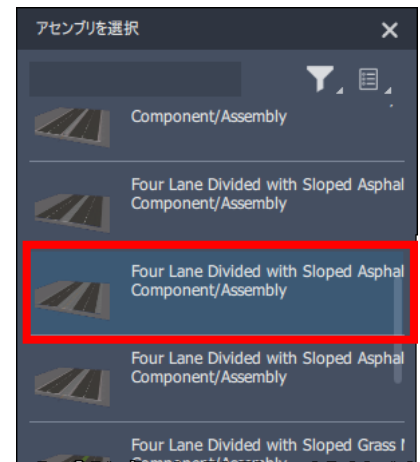 アセンブリを選択
Component/Assembly
Four Lane Divided with Sloped Asphal
Component/Assembly
Four Lane Divided with Sloped Asphal
Component/Assembly
Four Lane Divided with Sloped Asphal
Component/Assembly
Four Lane Divided with Sloped Grass